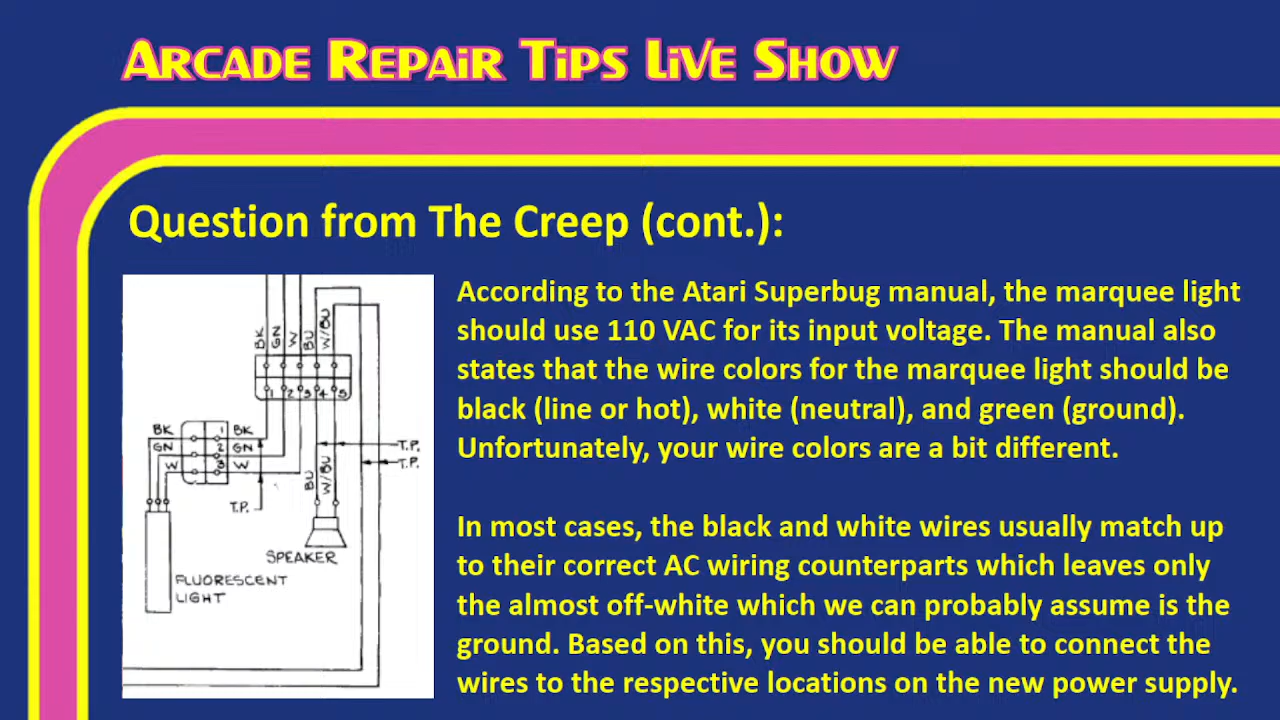 ARCADE REPAIR TIPS LIVE SHOW
Question from The Creep (cont.):
According to the Atari Superbug manual, the marquee light
should use 110 VAC for its input voltage. The manual also
states that the wire colors for the marquee light should be
black (line or hot), white (neutral), and green (ground).
Unfortunately, your wire colors are a bit different.
In most cases, the black and white wires usually match up
to their correct AC wiring counterparts which leaves only
the almost off-white which we can probably assume is the
ground. Based on this, you should be able to connect the
wires to the respective locations on the new power supply.
BK GN W BU W/BU
1 2 3 4 5
BK 1 BK
GN 2 GN
W 3 W
T.P.
T.P.
BU W/BU
T.P.
SPEAKER
FLUORESCENT
LIGHT